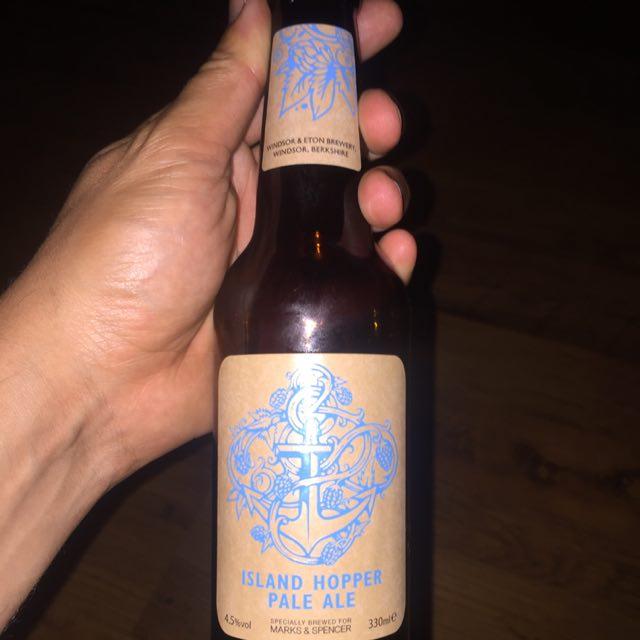 WINDSOR & ETON BREWERY,
WINDSOR, BERKSHIRE
ISLAND HOPPER
PALE ALE
4.5%vol
SPECIALLY BREWED FOR
MARKS & SPENCER
330ml℮